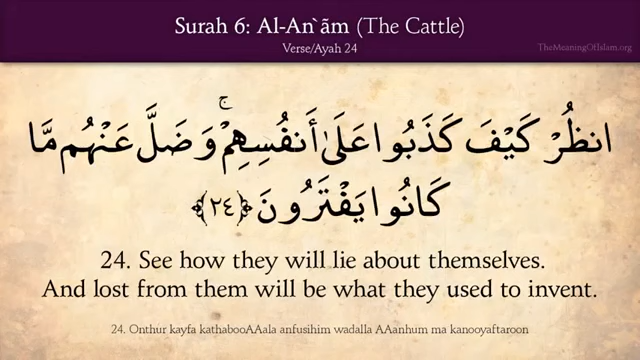 Surah 6: Al-An`ãm (The Cattle)
Verse/Ayah 24
TheMeaningOfIslam.org
انظُرْ كَيْفَ كَذَبُوا عَلَىٰ أَنفُسِهِمْ ۚ وَضَلَّ عَنْهُم مَّا
كَانُوا يَفْتَرُونَ ﴿٢٤﴾
24. See how they will lie about themselves.
And lost from them will be what they used to invent.
24. Onthur kayfa kathabooAAala anfusihim wadalla AAanhum ma kanooyaftaroon